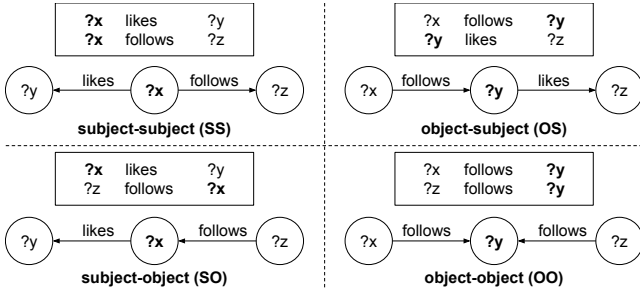 ?x likes ?y
?x follows ?z
?y likes ?x follows ?z
subject-subject (SS)
?x follows ?y
?y likes ?z
?x follows ?y likes ?z
object-subject (OS)
?x likes ?y
?z follows ?x
?y likes ?x follows ?z
subject-object (SO)
?x follows ?y
?z follows ?y
?x follows ?y follows ?z
object-object (OO)